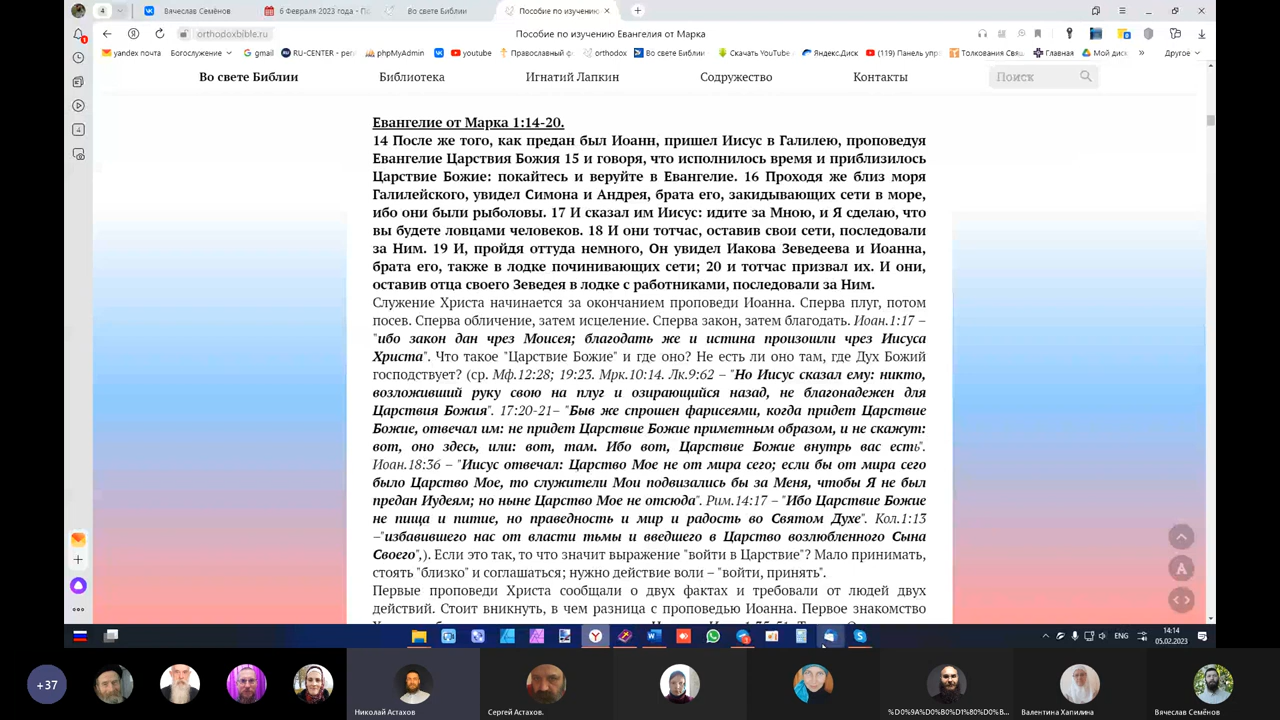 4
Вячеслав Семёнов
6 Февраля 2023 года - По
Во свете Библии
Пособие по изучению
orthodoxbible.ru
Пособие по изучению Евангелия от Марка
yandex почта
Богослужение
gmail
RU-CENTER - рег
phpMyAdmin
youtube
Православный ф
orthodox
Во свете Библии
Скачать YouTube
Яндекс.Диск
(119) Панель упр
Толкования Свящ
Главная
Мой диск
»
Другое
Во свете Библии
Библиотека
Игнатий Лапкин
Содружество
Контакты
Поиск
Евангелие от Марка 1:14-20.
14 После же того, как предан был Иоанн, пришел Иисус в Галилею, проповедуя
Евангелие Царствия Божия 15 и говоря, что исполнилось время и приблизилось
Царствие Божие: покайтесь и веруйте в Евангелие. 16 Проходя же близ моря
Галилейского, увидел Симона и Андрея, брата его, закидывающих сети в море,
ибо они были рыболовы. 17 И сказал им Иисус: идите за Мною, и Я сделаю, что
вы будете ловцами человеков. 18 И они тотчас, оставив свои сети, последовали
за Ним. 19 И, пройдя оттуда немного, Он увидел Иакова Зеведеева и Иоанна,
брата его, также в лодке починивающих сети; 20 и тотчас призвал их. И они,
оставив отца своего Зеведея в лодке с работниками, последовали за Ним.
Служение Христа начинается за окончанием проповеди Иоанна. Сперва плуг, потом
посев. Сперва обличение, затем исцеление. Сперва закон, затем благодать. Иоан.1:17 –
"ибо закон дан чрез Моисея; благодать же и истина произошли чрез Иисуса
Христа". Что такое "Царствие Божие" и где оно? Не есть ли оно там, где Дух Божий
господствует? (ср. Мф.12:28; 19:23. Мрк.10:14. Лк.9:62 – "Но Иисус сказал ему: никто,
возложивший руку свою на плуг и озирающийся назад, не благонадежен для
Царствия Божия". 17:20-21– "Быв же спрошен фарисеями, когда придет Царствие
Божие, отвечал им: не придет Царствие Божие приметным образом, и не скажут:
вот, оно здесь, или: вот, там. Ибо вот, Царствие Божие внутрь вас есть".
Иоан.18:36 – "Иисус отвечал: Царство Мое не от мира сего; если бы от мира сего
было Царство Мое, то служители Мои подвизались бы за Меня, чтобы Я не был
предан Иудеям; но ныне Царство Мое не отсюда". Рим.14:17 – "Ибо Царствие Божие
не пища и питие, но праведность и мир и радость во Святом Духе". Кол.1:13
–"избавившего нас от власти тьмы и введшего в Царство возлюбленного Сына
Своего",). Если это так, то что значит выражение "войти в Царствие"? Мало принимать,
стоять "близко" и соглашаться; нужно действие воли – "войти, принять".
Первые проповеди Христа сообщали о двух фактах и требовали от людей двух
действий. Стоит вникнуть, в чем разница с проповедью Иоанна. Первое знакомство
ENG
14:14
05.02.2023
+37
Николай Астахов
Сергей Астахов.
%D0%9A%D0%B0%D1%80%D0%B...
Валентина Хапилина
Вячеслав Семёнов